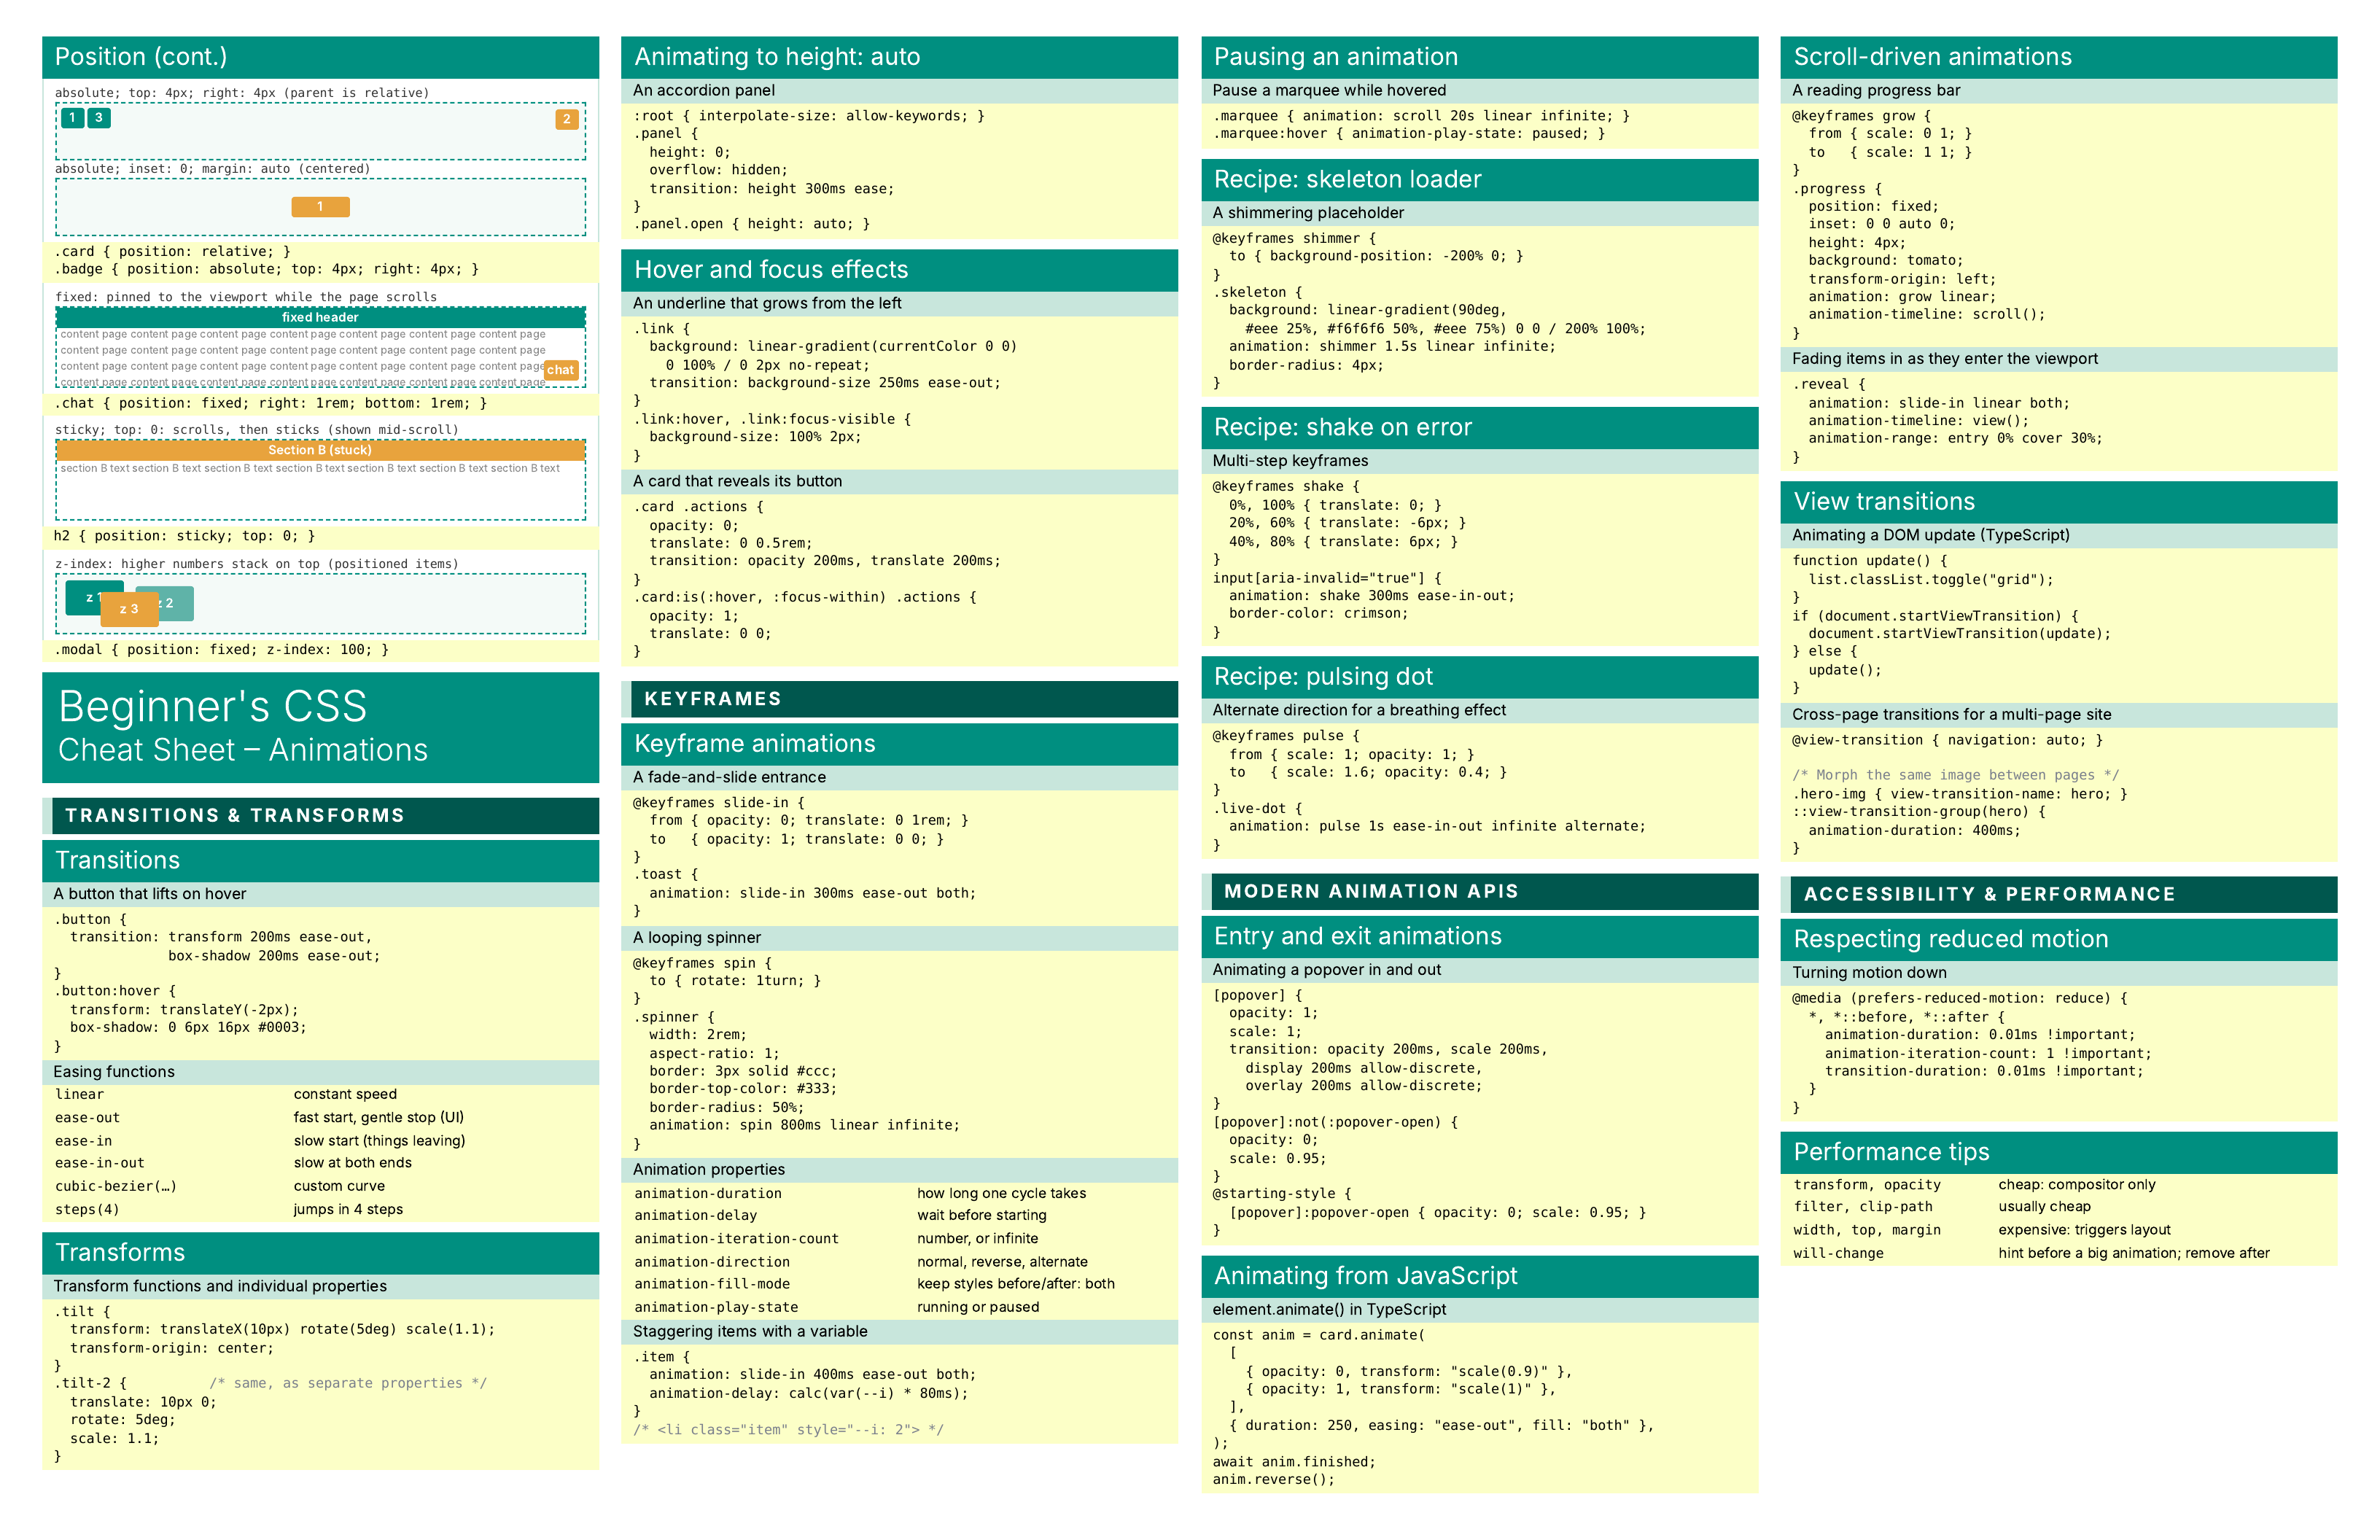 Position (cont.)
absolute; top: 4px; right: 4px (parent is relative)
1 3 2
absolute; inset: 0; margin: auto (centered)
1
.card { position: relative; }
.badge { position: absolute; top: 4px; right: 4px; }
fixed: pinned to the viewport while the page scrolls
fixed header
content page content page content page content page content page content page content page
content page content page content page content page content page content page content page
content page content page content page content page content page content page content page
chat
content page content page content page content page content page content page content page
.chat { position: fixed; right: 1rem; bottom: 1rem; }
sticky; top: 0: scrolls, then sticks (shown mid-scroll)
Section B (stuck)
section B text section B text section B text section B text section B text section B text section B text
h2 { position: sticky; top: 0; }
z-index: higher numbers stack on top (positioned items)
z 1
z 2
z 3
.modal { position: fixed; z-index: 100; }
Beginner's CSS
Cheat Sheet – Animations
TRANSITIONS & TRANSFORMS
Transitions
A button that lifts on hover
.button {
  transition: transform 200ms ease-out,
              box-shadow 200ms ease-out;
}
.button:hover {
  transform: translateY(-2px);
  box-shadow: 0 6px 16px #0003;
}
Easing functions
linear constant speed
ease-out fast start, gentle stop (UI)
ease-in slow start (things leaving)
ease-in-out slow at both ends
cubic-bezier(…) custom curve
steps(4) jumps in 4 steps
Transforms
Transform functions and individual properties
.tilt {
  transform: translateX(10px) rotate(5deg) scale(1.1);
  transform-origin: center;
}
.tilt-2 {          /* same, as separate properties */
  translate: 10px 0;
  rotate: 5deg;
  scale: 1.1;
}
Animating to height: auto
An accordion panel
:root { interpolate-size: allow-keywords; }
.panel {
  height: 0;
  overflow: hidden;
  transition: height 300ms ease;
}
.panel.open { height: auto; }
Hover and focus effects
An underline that grows from the left
.link {
  background: linear-gradient(currentColor 0 0)
    0 100% / 0 2px no-repeat;
  transition: background-size 250ms ease-out;
}
.link:hover, .link:focus-visible {
  background-size: 100% 2px;
}
A card that reveals its button
.card .actions {
  opacity: 0;
  translate: 0 0.5rem;
  transition: opacity 200ms, translate 200ms;
}
.card:is(:hover, :focus-within) .actions {
  opacity: 1;
  translate: 0 0;
}
KEYFRAMES
Keyframe animations
A fade-and-slide entrance
@keyframes slide-in {
  from { opacity: 0; translate: 0 1rem; }
  to   { opacity: 1; translate: 0 0; }
}
.toast {
  animation: slide-in 300ms ease-out both;
}
A looping spinner
@keyframes spin {
  to { rotate: 1turn; }
}
.spinner {
  width: 2rem;
  aspect-ratio: 1;
  border: 3px solid #ccc;
  border-top-color: #333;
  border-radius: 50%;
  animation: spin 800ms linear infinite;
}
Animation properties
animation-duration how long one cycle takes
animation-delay wait before starting
animation-iteration-count number, or infinite
animation-direction normal, reverse, alternate
animation-fill-mode keep styles before/after: both
animation-play-state running or paused
Staggering items with a variable
.item {
  animation: slide-in 400ms ease-out both;
  animation-delay: calc(var(--i) * 80ms);
}
/* <li class="item" style="--i: 2"> */
Pausing an animation
Pause a marquee while hovered
.marquee { animation: scroll 20s linear infinite; }
.marquee:hover { animation-play-state: paused; }
Recipe: skeleton loader
A shimmering placeholder
@keyframes shimmer {
  to { background-position: -200% 0; }
}
.skeleton {
  background: linear-gradient(90deg,
    #eee 25%, #f6f6f6 50%, #eee 75%) 0 0 / 200% 100%;
  animation: shimmer 1.5s linear infinite;
  border-radius: 4px;
}
Recipe: shake on error
Multi-step keyframes
@keyframes shake {
  0%, 100% { translate: 0; }
  20%, 60% { translate: -6px; }
  40%, 80% { translate: 6px; }
}
input[aria-invalid="true"] {
  animation: shake 300ms ease-in-out;
  border-color: crimson;
}
Recipe: pulsing dot
Alternate direction for a breathing effect
@keyframes pulse {
  from { scale: 1; opacity: 1; }
  to   { scale: 1.6; opacity: 0.4; }
}
.live-dot {
  animation: pulse 1s ease-in-out infinite alternate;
}
MODERN ANIMATION APIS
Entry and exit animations
Animating a popover in and out
[popover] {
  opacity: 1;
  scale: 1;
  transition: opacity 200ms, scale 200ms,
    display 200ms allow-discrete,
    overlay 200ms allow-discrete;
}
[popover]:not(:popover-open) {
  opacity: 0;
  scale: 0.95;
}
@starting-style {
  [popover]:popover-open { opacity: 0; scale: 0.95; }
}
Animating from JavaScript
element.animate() in TypeScript
const anim = card.animate(
  [
    { opacity: 0, transform: "scale(0.9)" },
    { opacity: 1, transform: "scale(1)" },
  ],
  { duration: 250, easing: "ease-out", fill: "both" },
);
await anim.finished;
anim.reverse();
Scroll-driven animations
A reading progress bar
@keyframes grow {
  from { scale: 0 1; }
  to   { scale: 1 1; }
}
.progress {
  position: fixed;
  inset: 0 0 auto 0;
  height: 4px;
  background: tomato;
  transform-origin: left;
  animation: grow linear;
  animation-timeline: scroll();
}
Fading items in as they enter the viewport
.reveal {
  animation: slide-in linear both;
  animation-timeline: view();
  animation-range: entry 0% cover 30%;
}
View transitions
Animating a DOM update (TypeScript)
function update() {
  list.classList.toggle("grid");
}
if (document.startViewTransition) {
  document.startViewTransition(update);
} else {
  update();
}
Cross-page transitions for a multi-page site
@view-transition { navigation: auto; }
/* Morph the same image between pages */
.hero-img { view-transition-name: hero; }
::view-transition-group(hero) {
  animation-duration: 400ms;
}
ACCESSIBILITY & PERFORMANCE
Respecting reduced motion
Turning motion down
@media (prefers-reduced-motion: reduce) {
  *, *::before, *::after {
    animation-duration: 0.01ms !important;
    animation-iteration-count: 1 !important;
    transition-duration: 0.01ms !important;
  }
}
Performance tips
transform, opacity cheap: compositor only
filter, clip-path usually cheap
width, top, margin expensive: triggers layout
will-change hint before a big animation; remove after